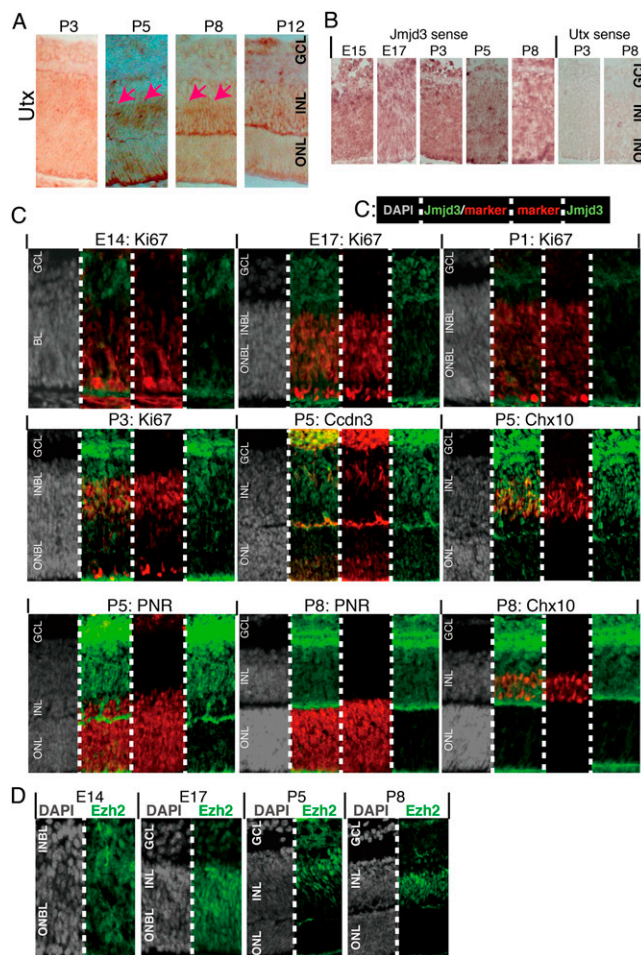 A
P3 P5 P8 P12
Utx
GCL
INL
ONL
B
Jmjd3 sense Utx sense
E15 E17 P3 P5 P8 P3 P8
GCL
INL
ONL
C: DAPI Jmjd3/marker marker Jmjd3
C
E14: Ki67 E17: Ki67 P1: Ki67
GCL
BL
GCL
INBL
ONBL
GCL
INBL
ONBL
P3: Ki67 P5: Ccdn3 P5: Chx10
GCL
INBL
ONBL
GCL
INL
ONL
GCL
INL
ONL
P5: PNR P8: PNR P8: Chx10
GCL
INL
ONL
GCL
INL
ONL
GCL
INL
ONL
D
E14 E17 P5 P8
DAPI Ezh2 DAPI Ezh2 DAPI Ezh2 DAPI Ezh2
INBL
ONBL
GCL
INL
ONBL
GCL
INL
ONL
GCL
INL
ONL